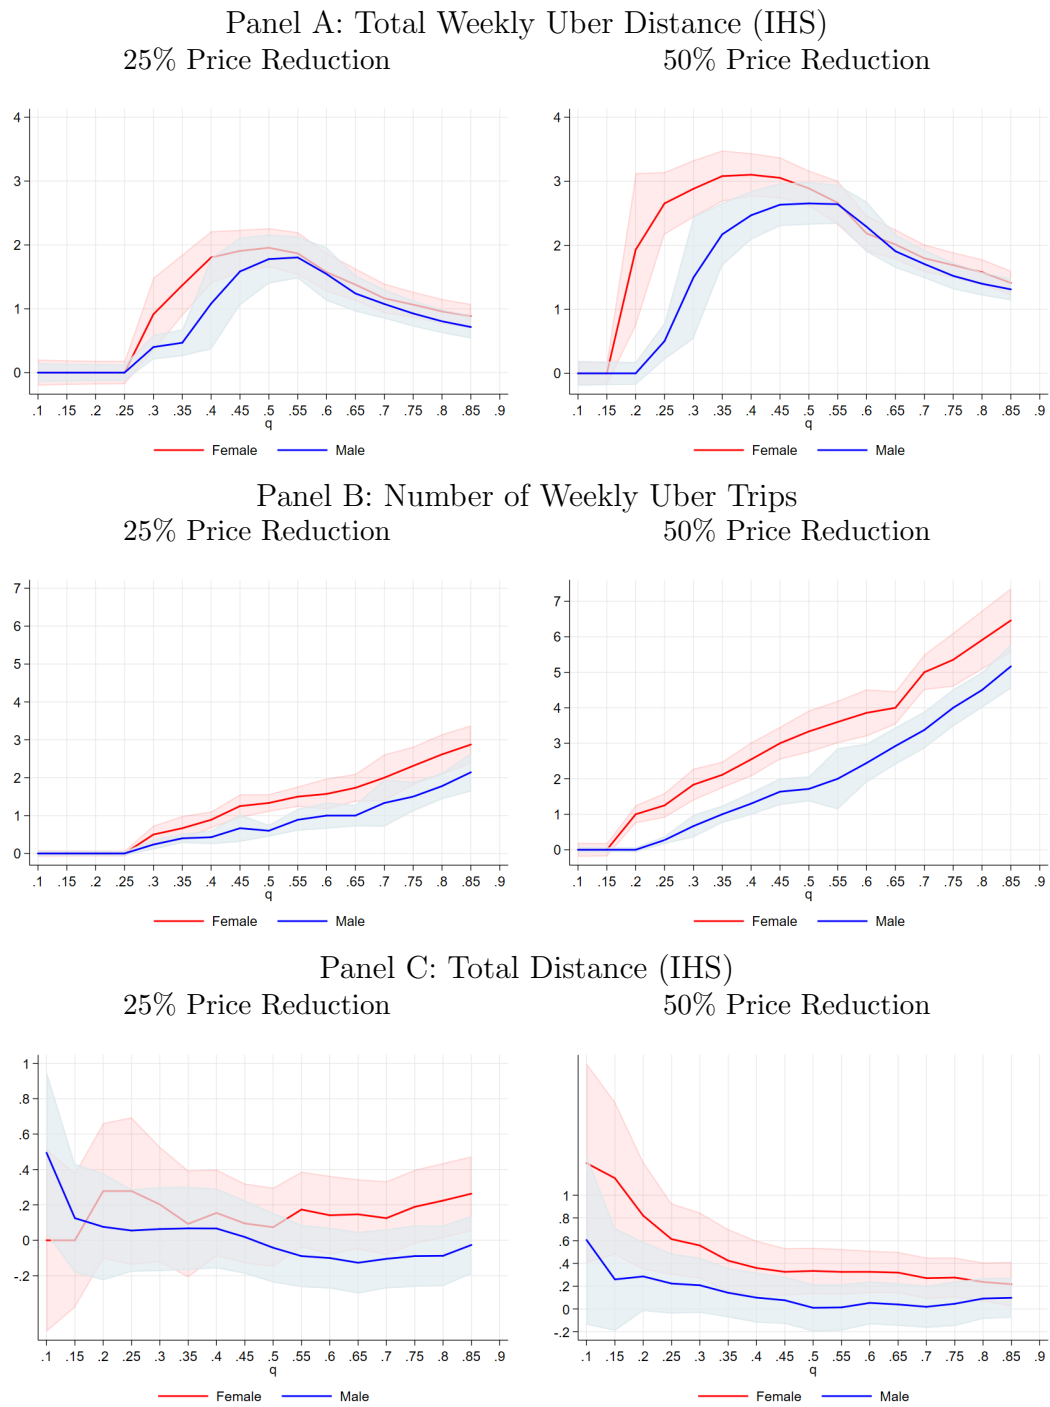 Panel A: Total Weekly Uber Distance (IHS)
25% Price Reduction
50% Price Reduction
4
3
2
1
0
.1 .15 .2 .25 .3 .35 .4 .45 .5 .55 .6 .65 .7 .75 .8 .85 .9
q
Female Male
4
3
2
1
0
.1 .15 .2 .25 .3 .35 .4 .45 .5 .55 .6 .65 .7 .75 .8 .85 .9
q
Female Male
Panel B: Number of Weekly Uber Trips
25% Price Reduction
50% Price Reduction
7
6
5
4
3
2
1
0
.1 .15 .2 .25 .3 .35 .4 .45 .5 .55 .6 .65 .7 .75 .8 .85 .9
q
Female Male
7
6
5
4
3
2
1
0
.1 .15 .2 .25 .3 .35 .4 .45 .5 .55 .6 .65 .7 .75 .8 .85 .9
q
Female Male
Panel C: Total Distance (IHS)
25% Price Reduction
50% Price Reduction
1
.8
.6
.4
.2
0
-.2
.1 .15 .2 .25 .3 .35 .4 .45 .5 .55 .6 .65 .7 .75 .8 .85 .9
q
Female Male
1
.8
.6
.4
.2
0
-.2
.1 .15 .2 .25 .3 .35 .4 .45 .5 .55 .6 .65 .7 .75 .8 .85 .9
q
Female Male